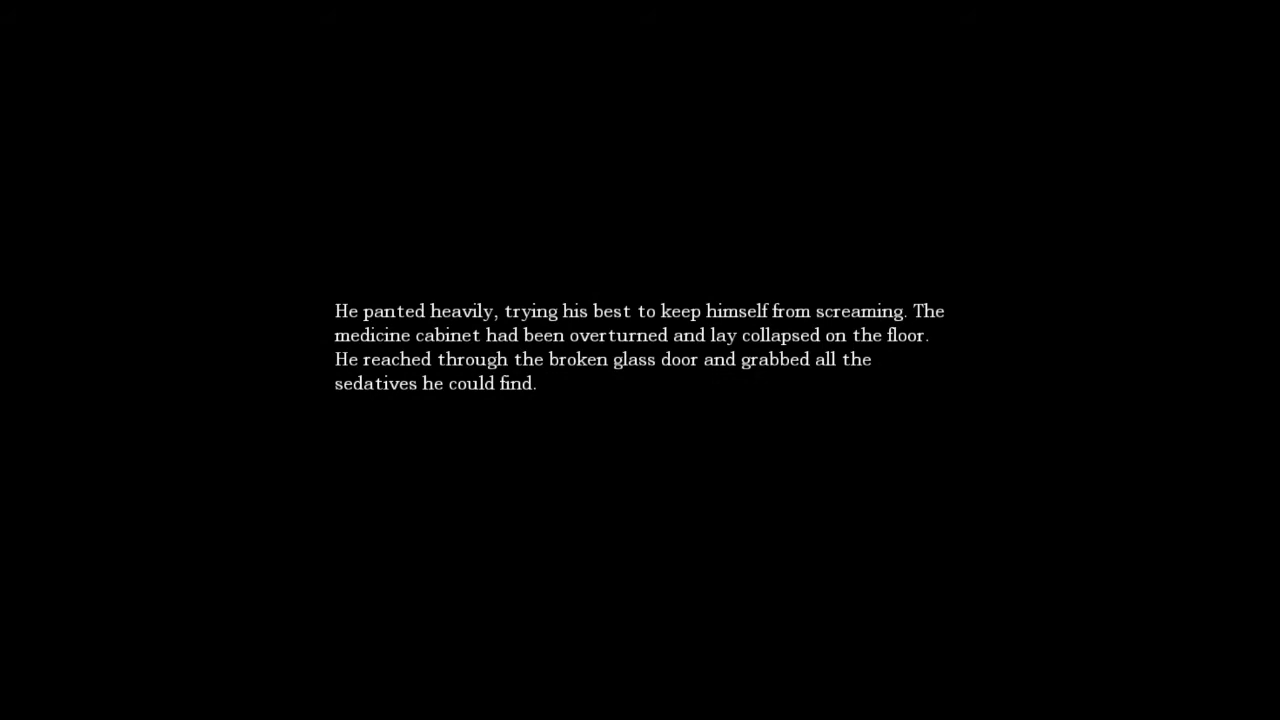 He panted heavily, trying his best to keep himself from screaming. The
medicine cabinet had been overturned and lay collapsed on the floor.
He reached through the broken glass door and grabbed all the
sedatives he could find.